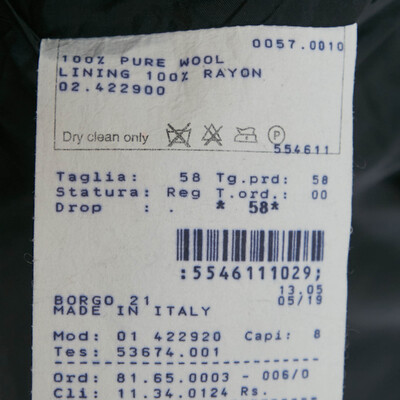 0057.0010
100% PURE WOOL
LINING 100% RAYON
02.422900
Dry clean only P
554611
Taglia: 58 Tg.prd: 58
Statura: Reg T.ord.: 00
Drop : . * 58*
:5546111029;
13.05
BORGO 21 05/19
MADE IN ITALY
Mod: 01 422920 Capi: 8
Tes: 53674.001
Ord: 81.65.0003 - 006/0
Cli: 11.34.0124 Rs.